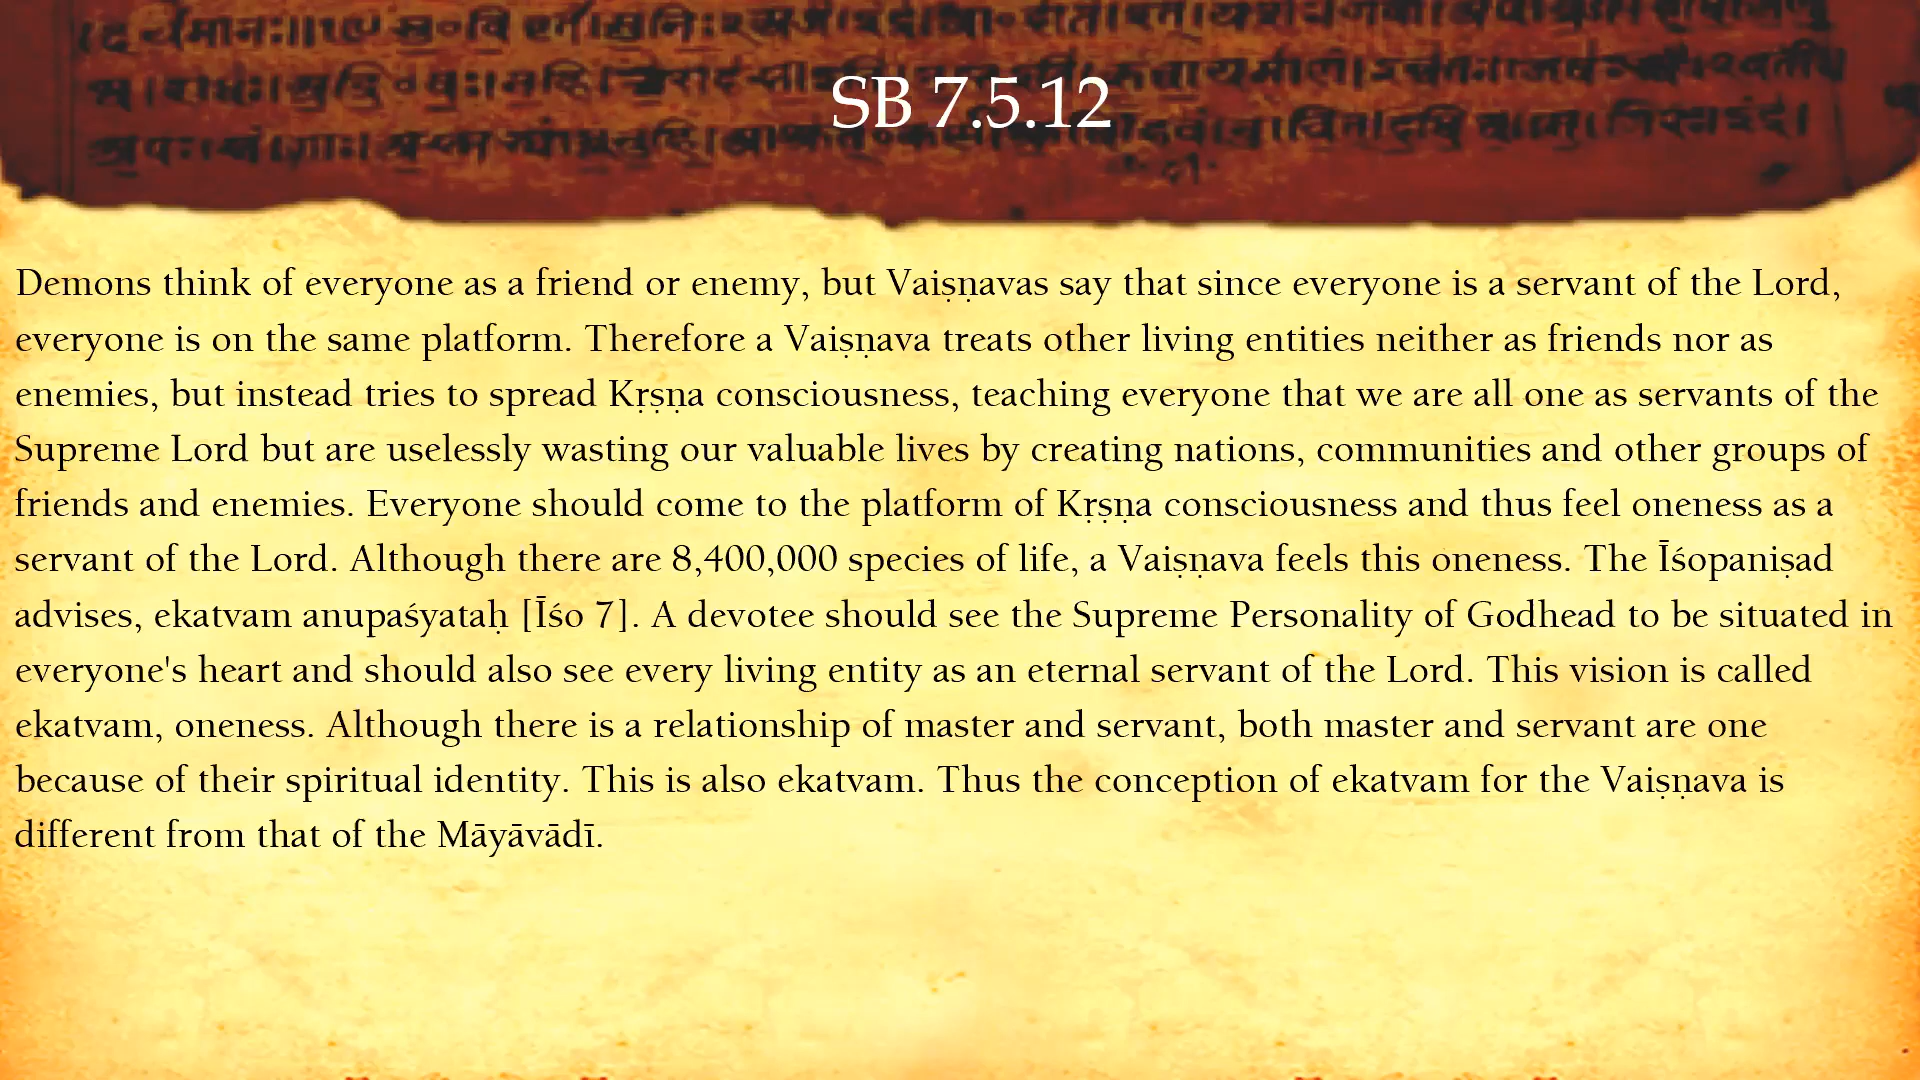 SB 7.5.12
Demons think of everyone as a friend or enemy, but Vaiṣṇavas say that since everyone is a servant of the Lord,
everyone is on the same platform. Therefore a Vaiṣṇava treats other living entities neither as friends nor as
enemies, but instead tries to spread Kṛṣṇa consciousness, teaching everyone that we are all one as servants of the
Supreme Lord but are uselessly wasting our valuable lives by creating nations, communities and other groups of
friends and enemies. Everyone should come to the platform of Kṛṣṇa consciousness and thus feel oneness as a
servant of the Lord. Although there are 8,400,000 species of life, a Vaiṣṇava feels this oneness. The Īśopaniṣad
advises, ekatvam anupaśyataḥ [Īśo 7]. A devotee should see the Supreme Personality of Godhead to be situated in
everyone's heart and should also see every living entity as an eternal servant of the Lord. This vision is called
ekatvam, oneness. Although there is a relationship of master and servant, both master and servant are one
because of their spiritual identity. This is also ekatvam. Thus the conception of ekatvam for the Vaiṣṇava is
different from that of the Māyāvādī.